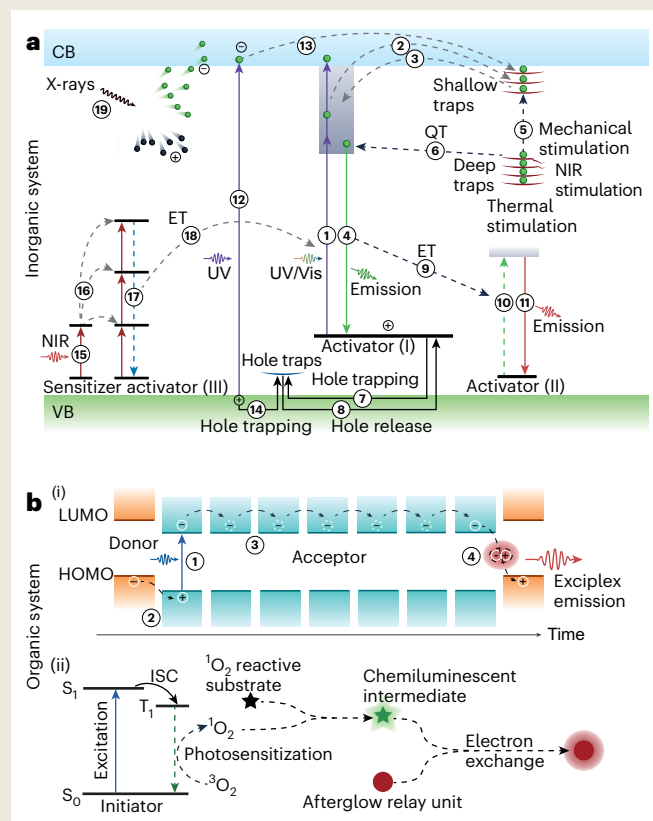 a
CB
X-rays
19
13
2
3
Shallow
traps
5
Mechanical
stimulation
QT
6
Deep
traps
NIR
stimulation
Thermal
stimulation
Inorganic system
12
ET
18
1
4
ET
9
16
17
UV
UV/Vis
Emission
10
11
Emission
NIR
15
Activator (I)
Hole traps
Sensitizer activator (III)
Hole trapping
7
Activator (II)
VB
14
8
Hole trapping
Hole release
b
(i)
LUMO
Donor
1
3
Acceptor
4
HOMO
2
Exciplex
emission
Time
Organic system
(ii)
S1
ISC
T1
¹O2 reactive
substrate
Chemiluminescent
intermediate
¹O2
Excitation
Photosensitization
Electron
exchange
³O2
S0
Initiator
Afterglow relay unit